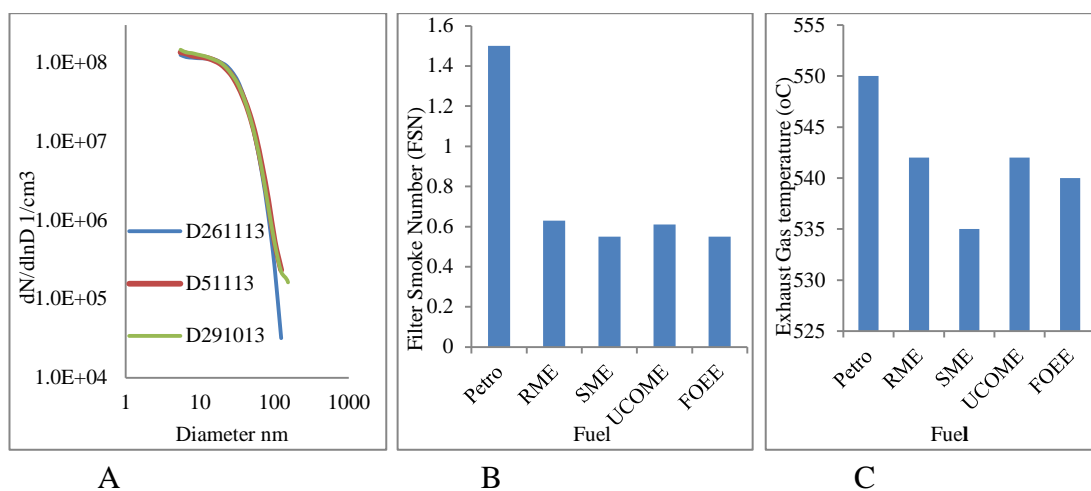 dN/dlnD 1/cm3
1.0E+08
1.0E+07
1.0E+06
1.0E+05
1.0E+04
D261113
D51113
D291013
1 10 100 1000
Diameter nm
Filter Smoke Number (FSN)
1.6
1.4
1.2
1
0.8
0.6
0.4
0.2
0
Petro RME SME UCOME FOEE
Fuel
Exhaust Gas temperature (oC)
550
545
540
535
530
525
Petro RME SME UCOME FOEE
Fuel
A B C